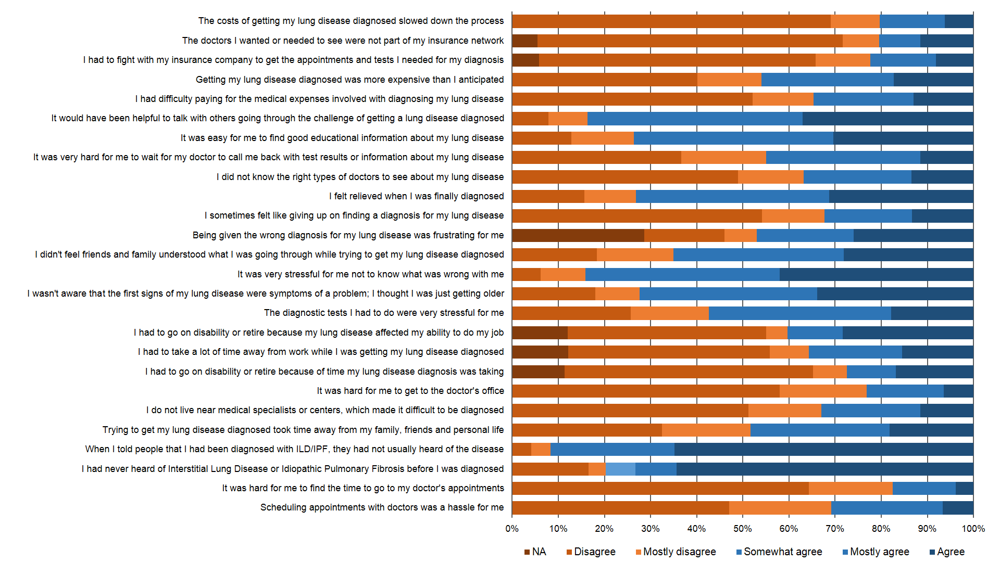 The costs of getting my lung disease diagnosed slowed down the process
The doctors I wanted or needed to see were not part of my insurance network
I had to fight with my insurance company to get the appointments and tests I needed for my diagnosis
Getting my lung disease diagnosed was more expensive than I anticipated
I had difficulty paying for the medical expenses involved with diagnosing my lung disease
It would have been helpful to talk with others going through the challenge of getting a lung disease diagnosed
It was easy for me to find good educational information about my lung disease
It was very hard for me to wait for my doctor to call me back with test results or information about my lung disease
I did not know the right types of doctors to see about my lung disease
I felt relieved when I was finally diagnosed
I sometimes felt like giving up on finding a diagnosis for my lung disease
Being given the wrong diagnosis for my lung disease was frustrating for me
I didn't feel friends and family understood what I was going through while trying to get my lung disease diagnosed
It was very stressful for me not to know what was wrong with me
I wasn't aware that the first signs of my lung disease were symptoms of a problem; I thought I was just getting older
The diagnostic tests I had to do were very stressful for me
I had to go on disability or retire because my lung disease affected my ability to do my job
I had to take a lot of time away from work while I was getting my lung disease diagnosed
I had to go on disability or retire because of time my lung disease diagnosis was taking
It was hard for me to get to the doctor's office
I do not live near medical specialists or centers, which made it difficult to be diagnosed
Trying to get my lung disease diagnosed took time away from my family, friends and personal life
When I told people that I had been diagnosed with ILD/IPF, they had not usually heard of the disease
I had never heard of Interstitial Lung Disease or Idiopathic Pulmonary Fibrosis before I was diagnosed
It was hard for me to find the time to go to my doctor's appointments
Scheduling appointments with doctors was a hassle for me
0% 10% 20% 30% 40% 50% 60% 70% 80% 90% 100%
NA Disagree Mostly disagree Somewhat agree Mostly agree Agree